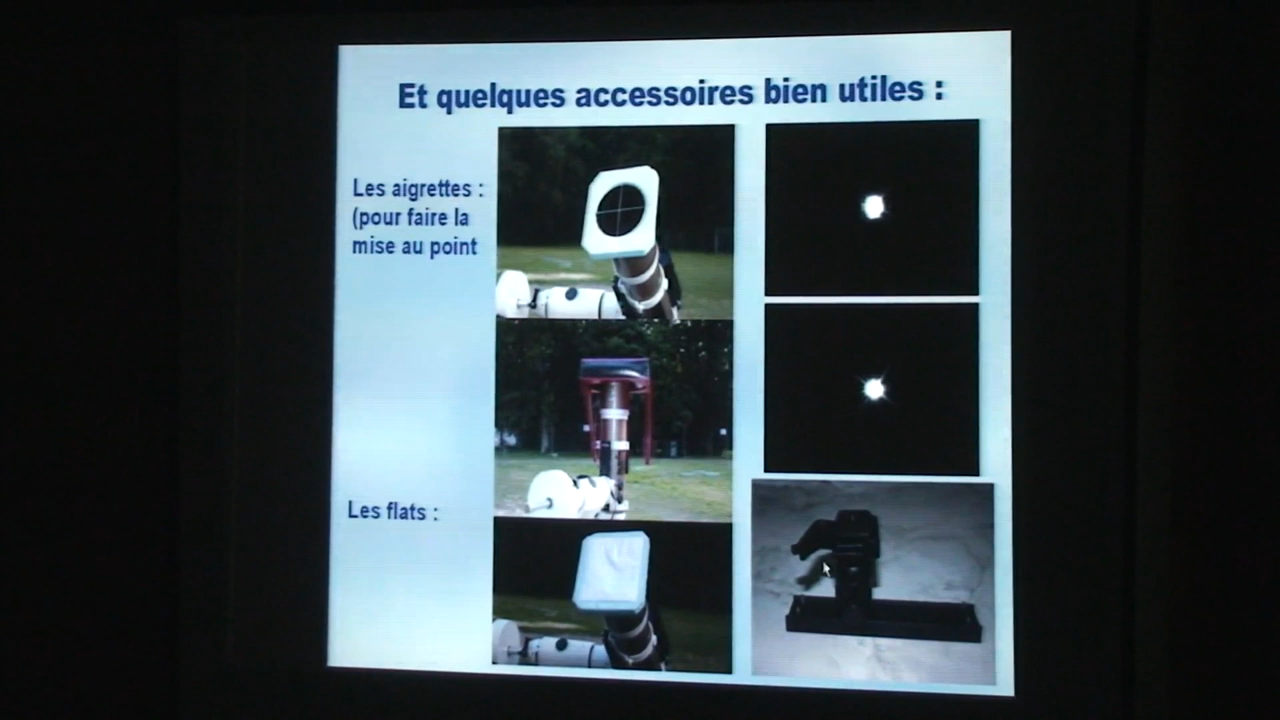 Et quelques accessoires bien utiles :
Les aigrettes :
(pour faire la
mise au point
Les flats :